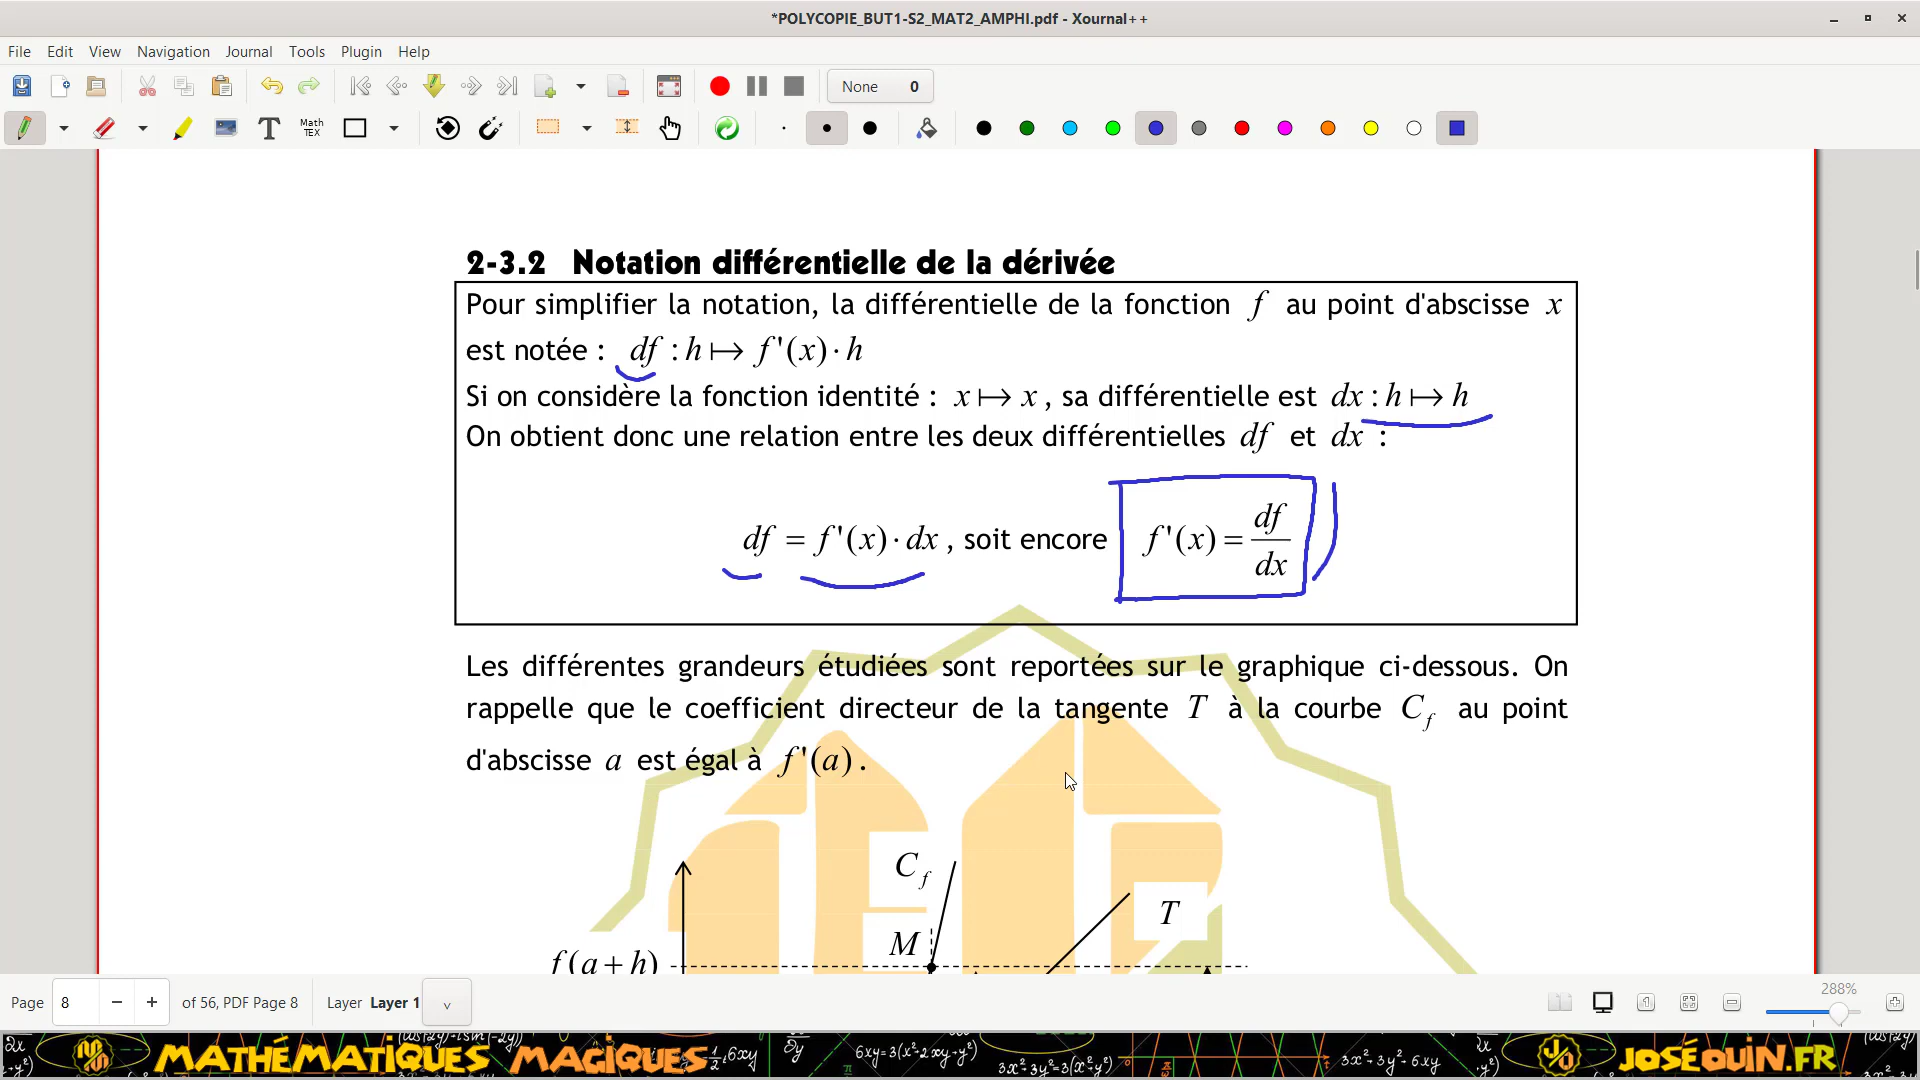 *POLYCOPIE_BUT1-S2_MAT2_AMPHI.pdf - Xournal++
File Edit View Navigation Journal Tools Plugin Help
None 0
T Math TEX
2-3.2 Notation différentielle de la dérivée
Pour simplifier la notation, la différentielle de la fonction f au point d'abscisse x
est notée : df : h ↦ f'(x)·h
Si on considère la fonction identité : x ↦ x, sa différentielle est dx : h ↦ h
On obtient donc une relation entre les deux différentielles df et dx :
df = f'(x)·dx, soit encore f'(x) = df/dx
Les différentes grandeurs étudiées sont reportées sur le graphique ci-dessous. On
rappelle que le coefficient directeur de la tangente T à la courbe C_f au point
d'abscisse a est égal à f'(a).
C_f
T
M
f(a+h)
Page 8 − + of 56, PDF Page 8 Layer Layer 1 288%
MATHÉMATIQUES MAGIQUES JOSÉOUIN.FR